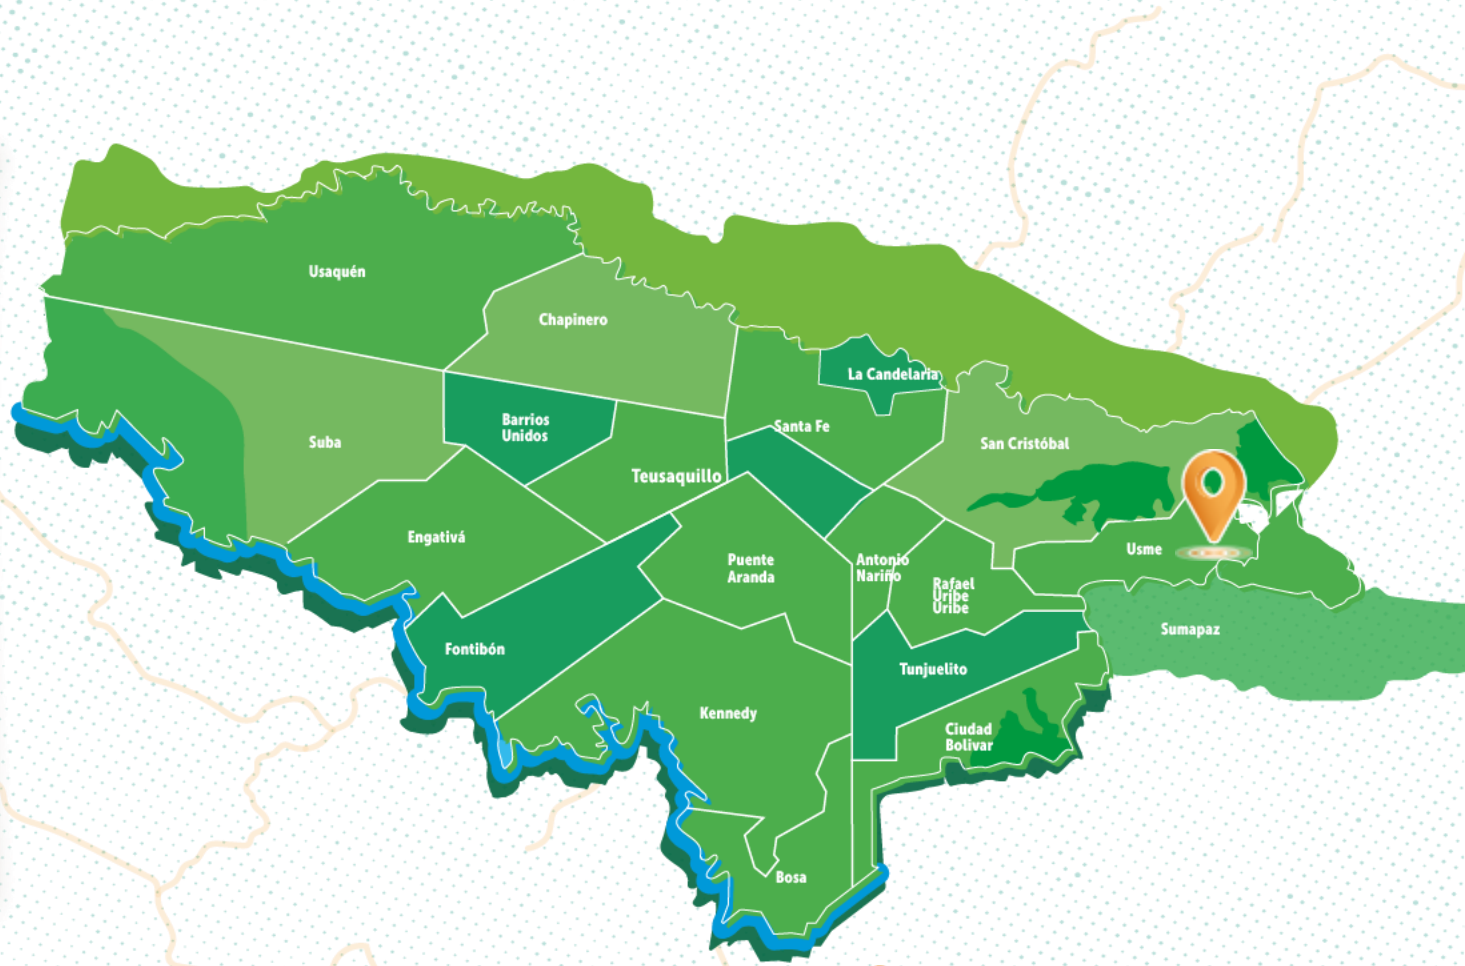 Usaquén
Chapinero
La Candelaria
Barrios
Unidos
Santa Fe
Suba
San Cristóbal
Teusaquillo
Engativá
Usme
Puente
Aranda
Antonio
Nariño
Rafael
Uribe
Uribe
Sumapaz
Fontibón
Tunjuelito
Kennedy
Ciudad
Bolivar
Bosa